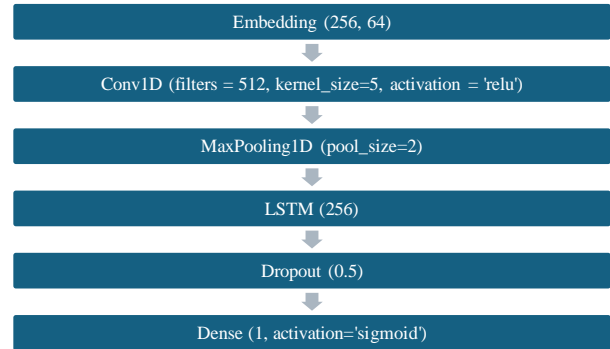 Embedding (256, 64)
Conv1D (filters = 512, kernel_size=5, activation = 'relu')
MaxPooling1D (pool_size=2)
LSTM (256)
Dropout (0.5)
Dense (1, activation='sigmoid')